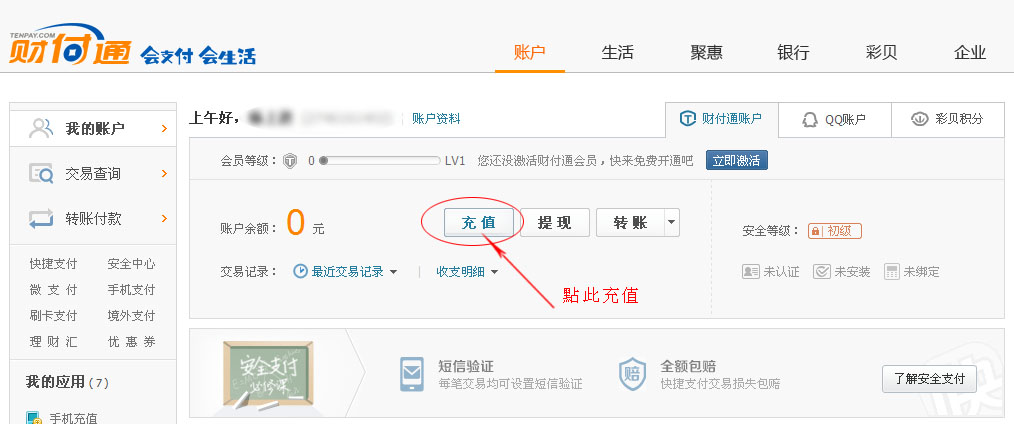 TENPAY.COM
财付通 会支付 会生活
账户 生活 聚惠 银行 彩贝 企业
我的账户
交易查询
转账付款
快捷支付 安全中心
微支付 手机支付
刷卡支付 境外支付
理财汇 优惠券
我的应用(7)
手机充值
上午好, 账户资料
财付通账户 QQ账户 彩贝积分
会员等级: 0 LV1 您还没激活财付通会员,快来免费开通吧 立即激活
账户余额: 0 元 充值 提现 转账
安全等级: 初级
交易记录: 最近交易记录 收支明细
未认证 未安装 未绑定
點此充值
安全支付
必修课
短信验证
每笔交易均可设置短信验证
赔
全额包赔
快捷支付交易损失包赔
了解安全支付